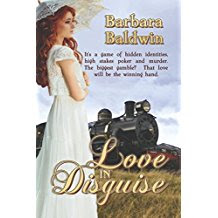 Barbara
Baldwin
It's a game of hidden identities,
high stakes poker and murder.
The biggest gamble? That love
will be the winning hand.
Love
IN
Disguise